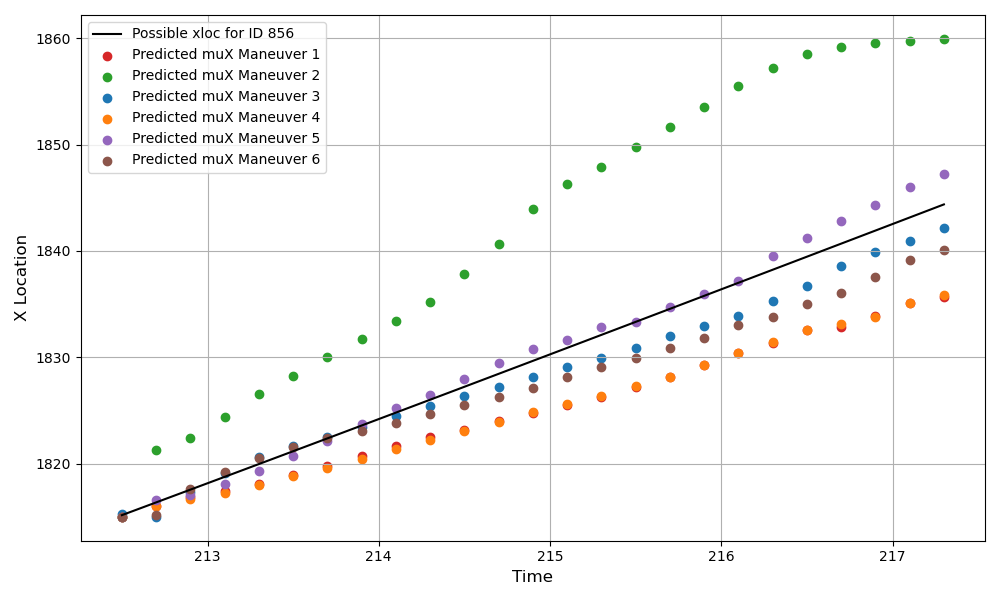 Possible xloc for ID 856
Predicted muX Maneuver 1
Predicted muX Maneuver 2
Predicted muX Maneuver 3
Predicted muX Maneuver 4
Predicted muX Maneuver 5
Predicted muX Maneuver 6
1860
1850
1840
1830
1820
X Location
213
214
215
216
217
Time